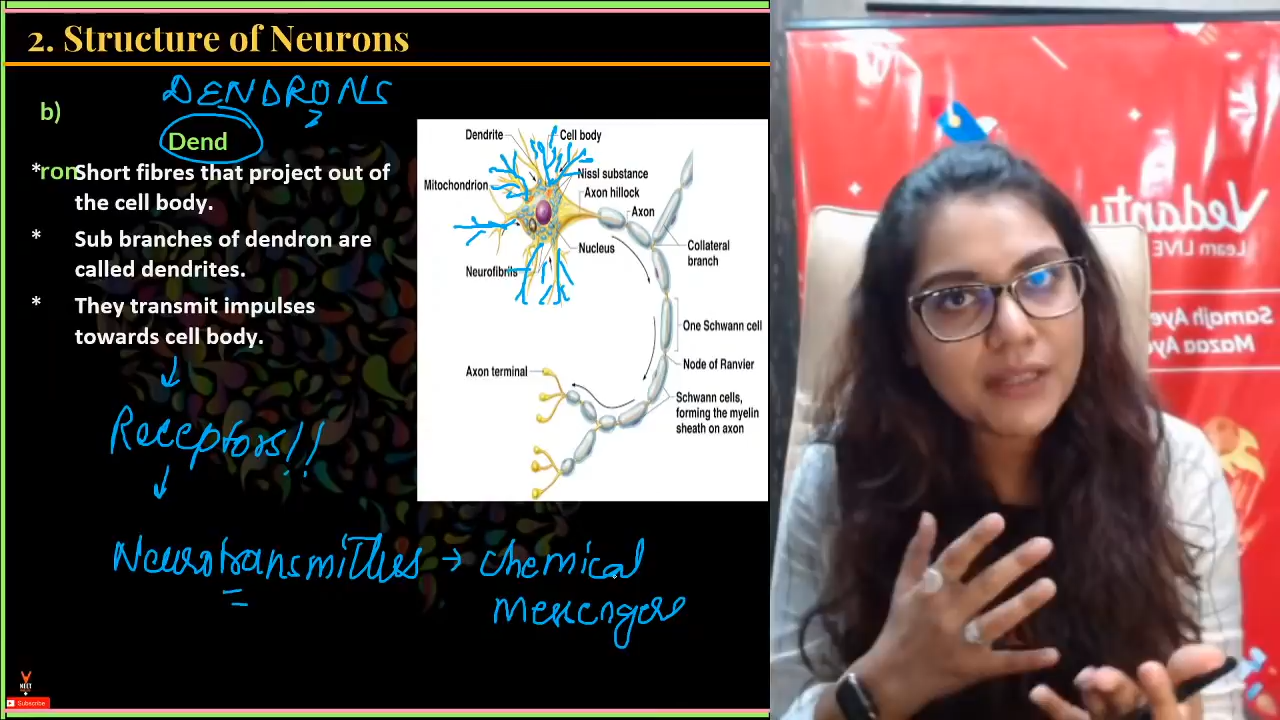 2. Structure of Neurons
DENDRONS
b)
Dend
ron
* Short fibres that project out of
the cell body.
* Sub branches of dendron are
called dendrites.
* They transmit impulses
towards cell body.
Receptors!!
Neurotransmitters → chemical
messengers
Dendrite
Cell body
Mitochondrion
Nissl substance
Axon hillock
Axon
Nucleus
Collateral
branch
Neurofibrils
One Schwann cell
Node of Ranvier
Axon terminal
Schwann cells,
forming the myelin
sheath on axon
NEET
Subscribe
Vedantu
Learn LIVE
Samajh Aye
Mazaa Aye